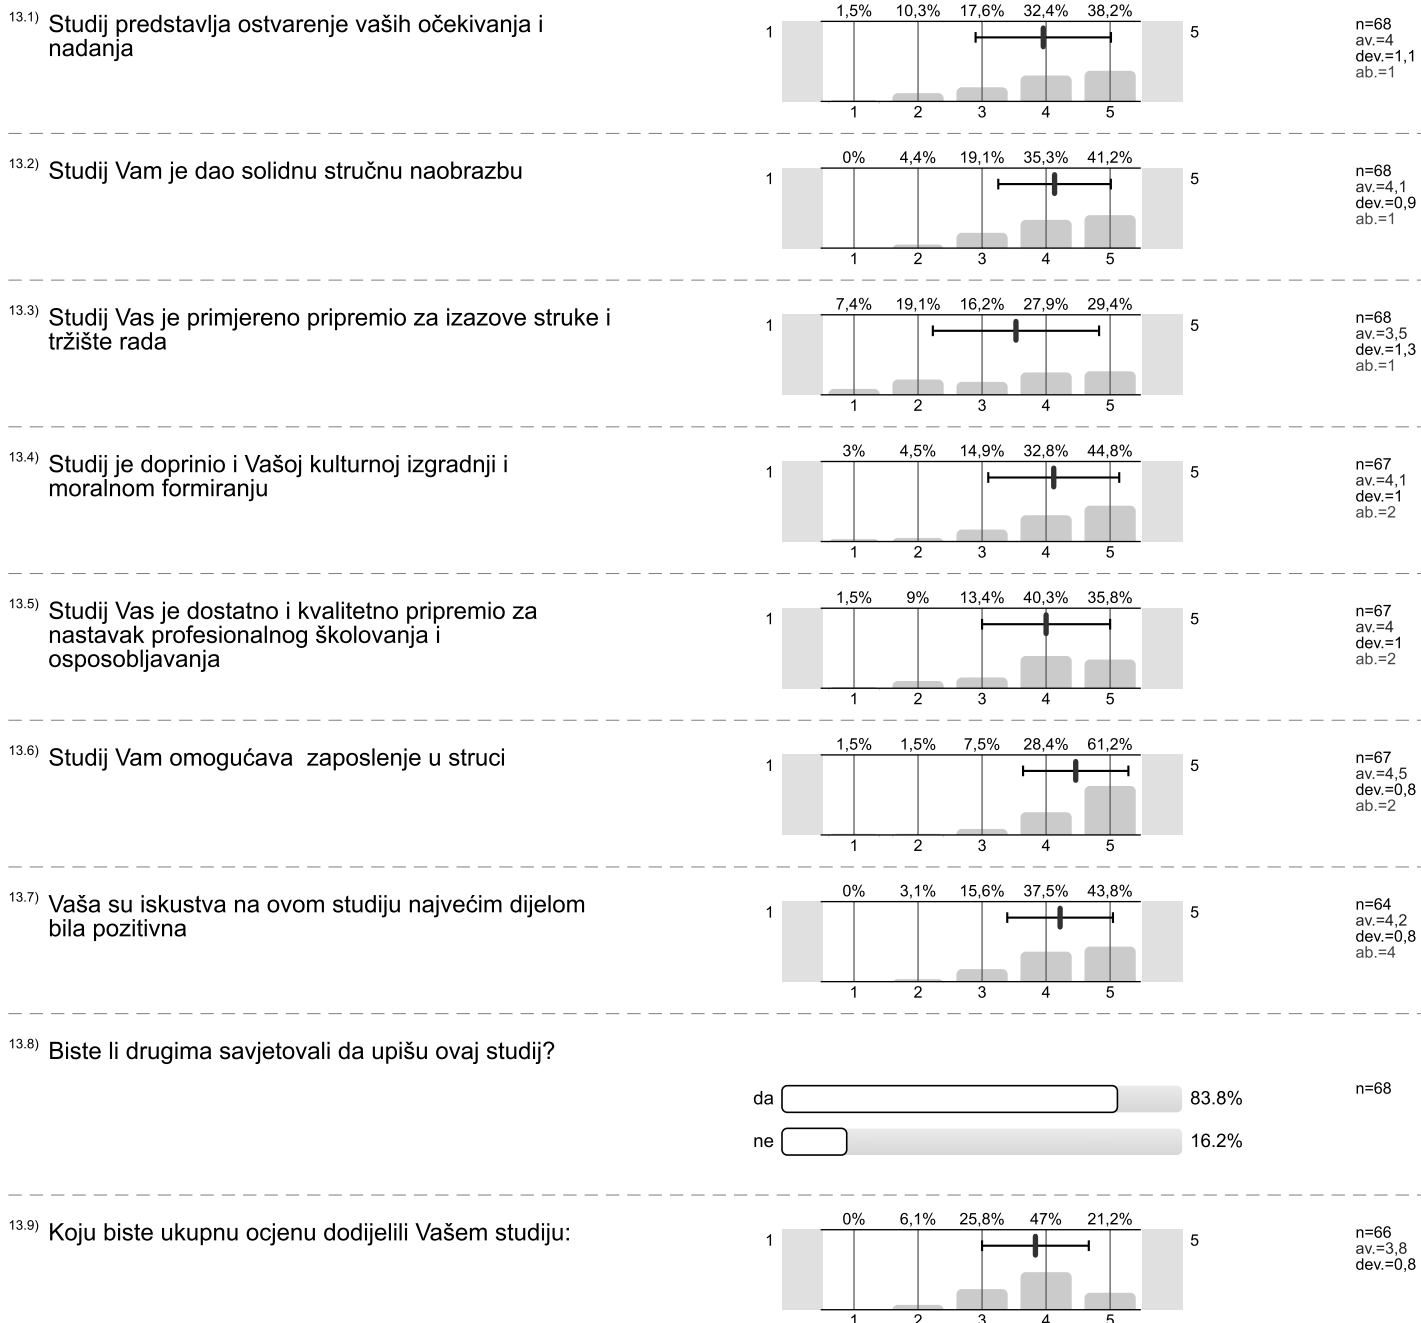 13.1) Studij predstavlja ostvarenje vaših očekivanja i
nadanja
1,5% 10,3% 17,6% 32,4% 38,2%
1 5
1 2 3 4 5
n=68
av.=4
dev.=1,1
ab.=1
13.2) Studij Vam je dao solidnu stručnu naobrazbu
0% 4,4% 19,1% 35,3% 41,2%
1 5
1 2 3 4 5
n=68
av.=4,1
dev.=0,9
ab.=1
13.3) Studij Vas je primjereno pripremio za izazove struke i
tržište rada
7,4% 19,1% 16,2% 27,9% 29,4%
1 5
1 2 3 4 5
n=68
av.=3,5
dev.=1,3
ab.=1
13.4) Studij je doprinio i Vašoj kulturnoj izgradnji i
moralnom formiranju
3% 4,5% 14,9% 32,8% 44,8%
1 5
1 2 3 4 5
n=67
av.=4,1
dev.=1
ab.=2
13.5) Studij Vas je dostatno i kvalitetno pripremio za
nastavak profesionalnog školovanja i
osposobljavanja
1,5% 9% 13,4% 40,3% 35,8%
1 5
1 2 3 4 5
n=67
av.=4
dev.=1
ab.=2
13.6) Studij Vam omogućava  zaposlenje u struci
1,5% 1,5% 7,5% 28,4% 61,2%
1 5
1 2 3 4 5
n=67
av.=4,5
dev.=0,8
ab.=2
13.7) Vaša su iskustva na ovom studiju najvećim dijelom
bila pozitivna
0% 3,1% 15,6% 37,5% 43,8%
1 5
1 2 3 4 5
n=64
av.=4,2
dev.=0,8
ab.=4
13.8) Biste li drugima savjetovali da upišu ovaj studij?
da 83.8%
n=68
ne 16.2%
13.9) Koju biste ukupnu ocjenu dodijelili Vašem studiju:
0% 6,1% 25,8% 47% 21,2%
1 5
1 2 3 4 5
n=66
av.=3,8
dev.=0,8